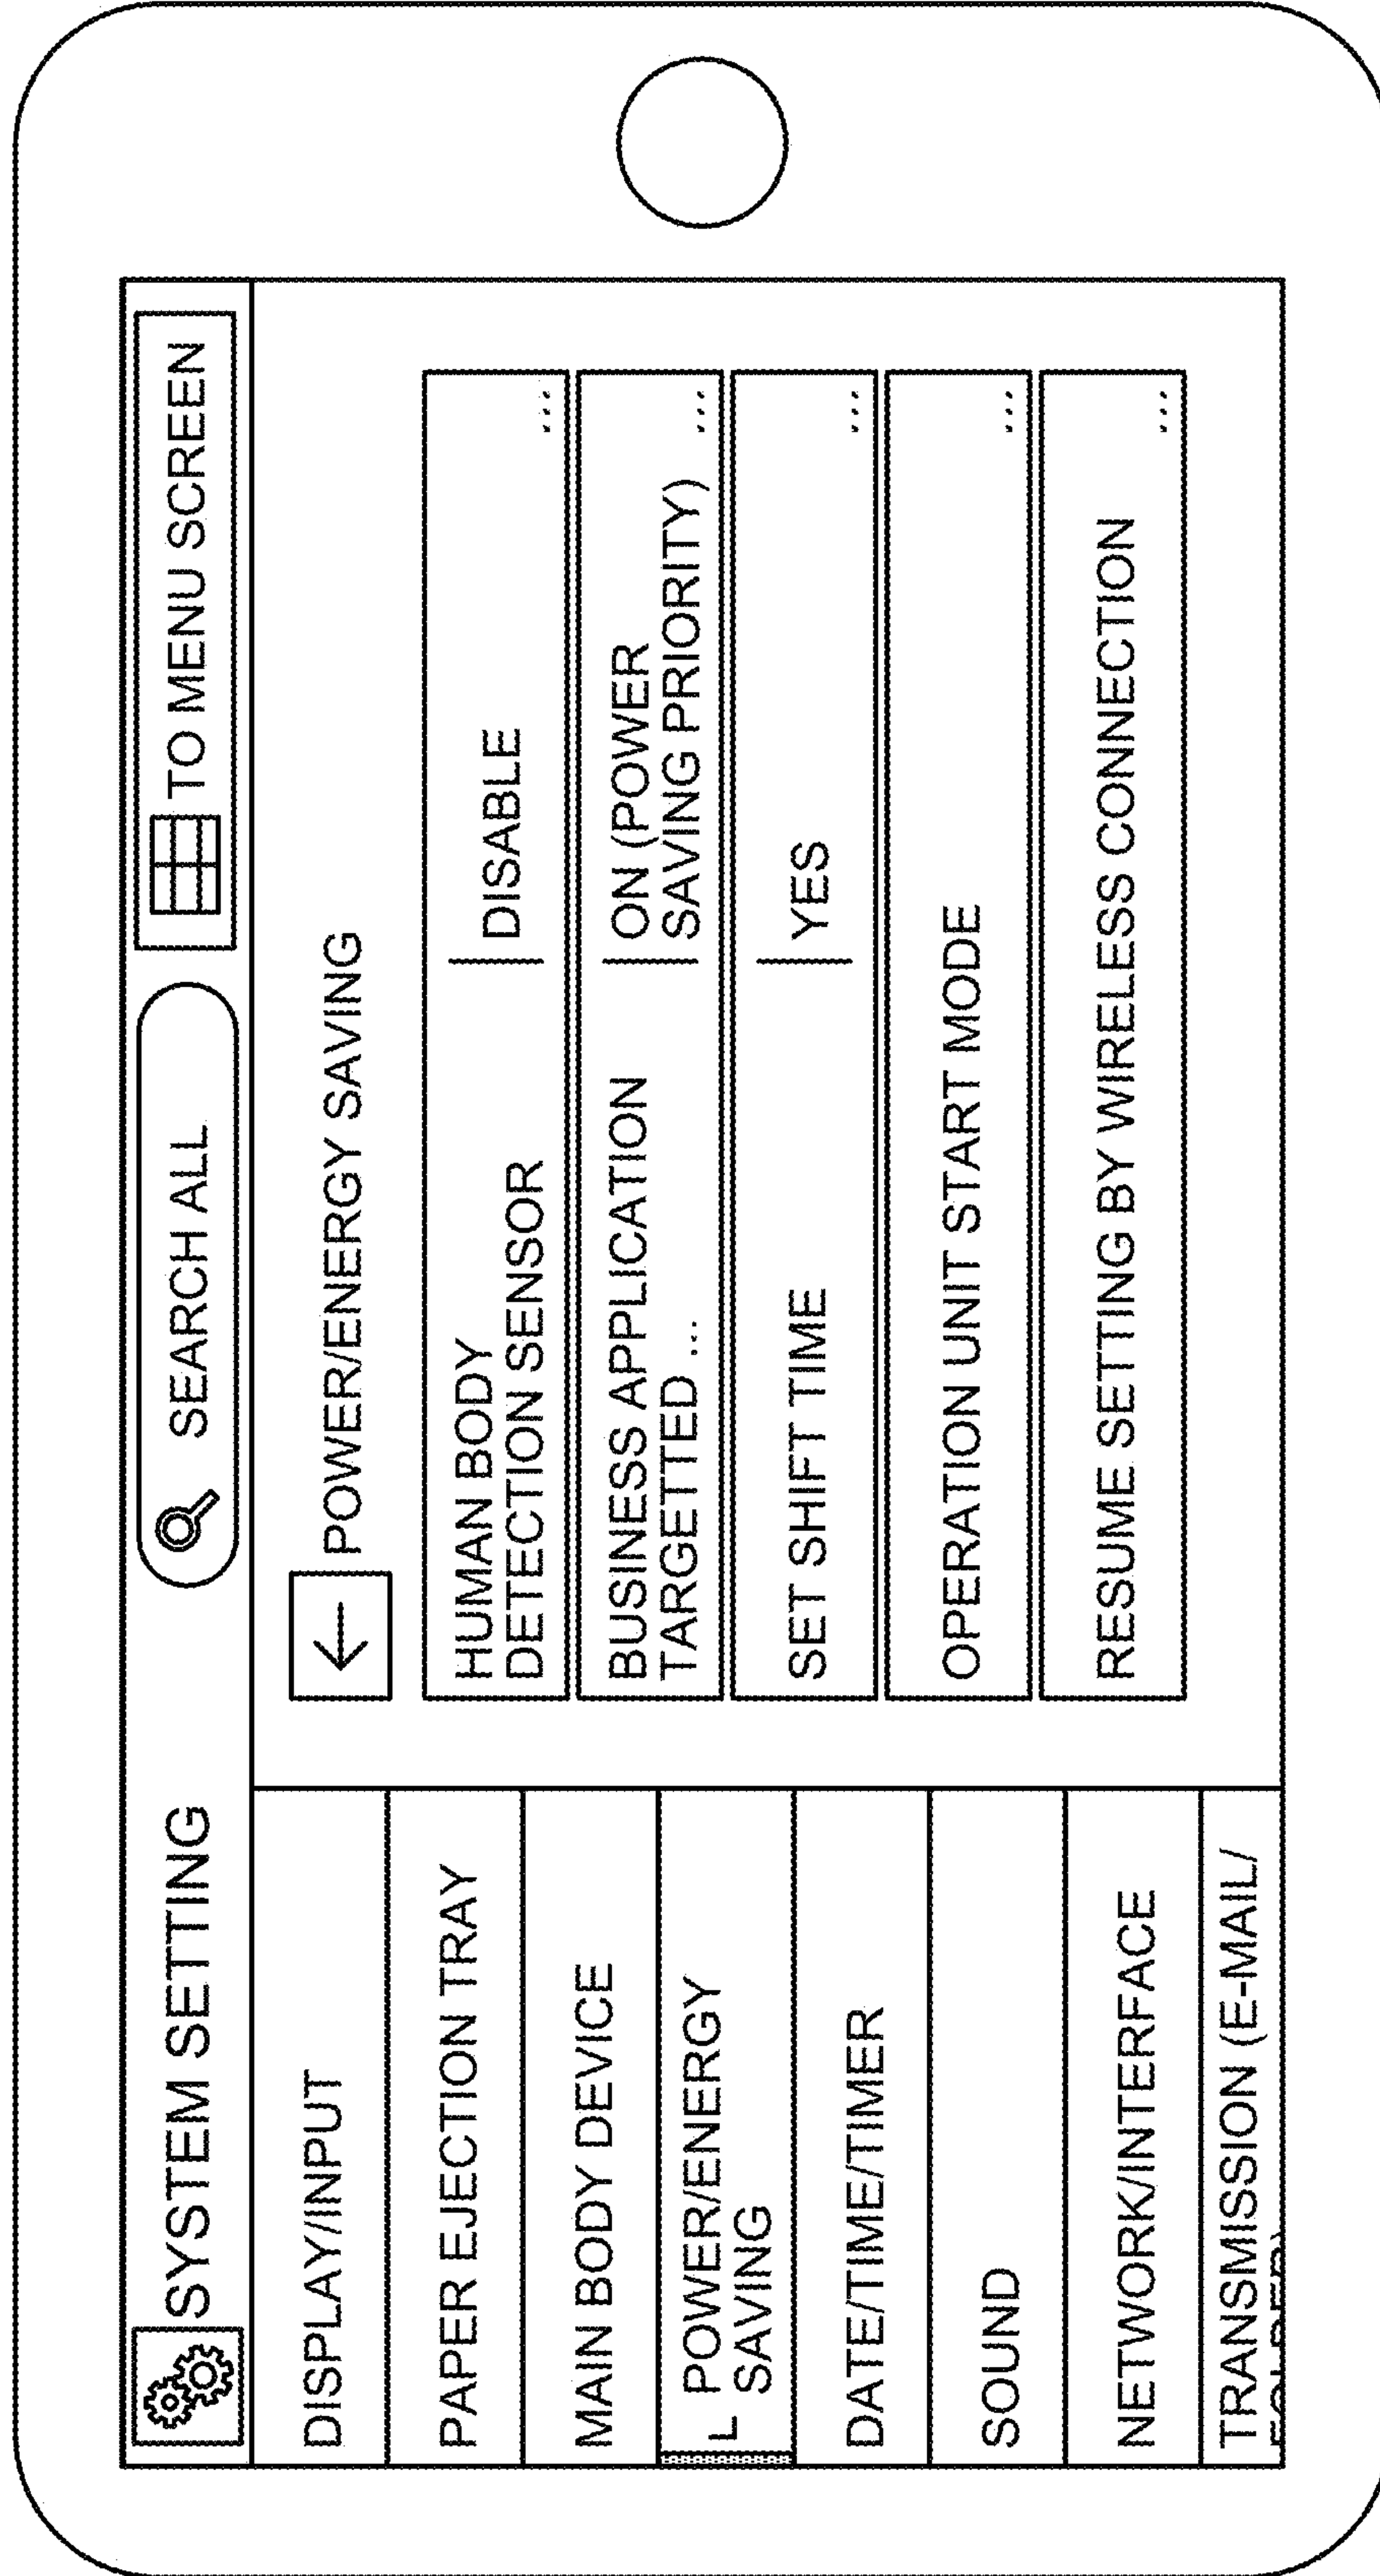 SYSTEM SETTING
SEARCH ALL
TO MENU SCREEN
DISPLAY/INPUT
PAPER EJECTION TRAY
MAIN BODY DEVICE
L POWER/ENERGY
SAVING
DATE/TIME/TIMER
SOUND
NETWORK/INTERFACE
TRANSMISSION (E-MAIL/
← POWER/ENERGY SAVING
HUMAN BODY
DETECTION SENSOR
DISABLE
...
BUSINESS APPLICATION
TARGETTED ...
ON (POWER
SAVING PRIORITY)
...
SET SHIFT TIME
YES
...
OPERATION UNIT START MODE
...
RESUME SETTING BY WIRELESS CONNECTION
...